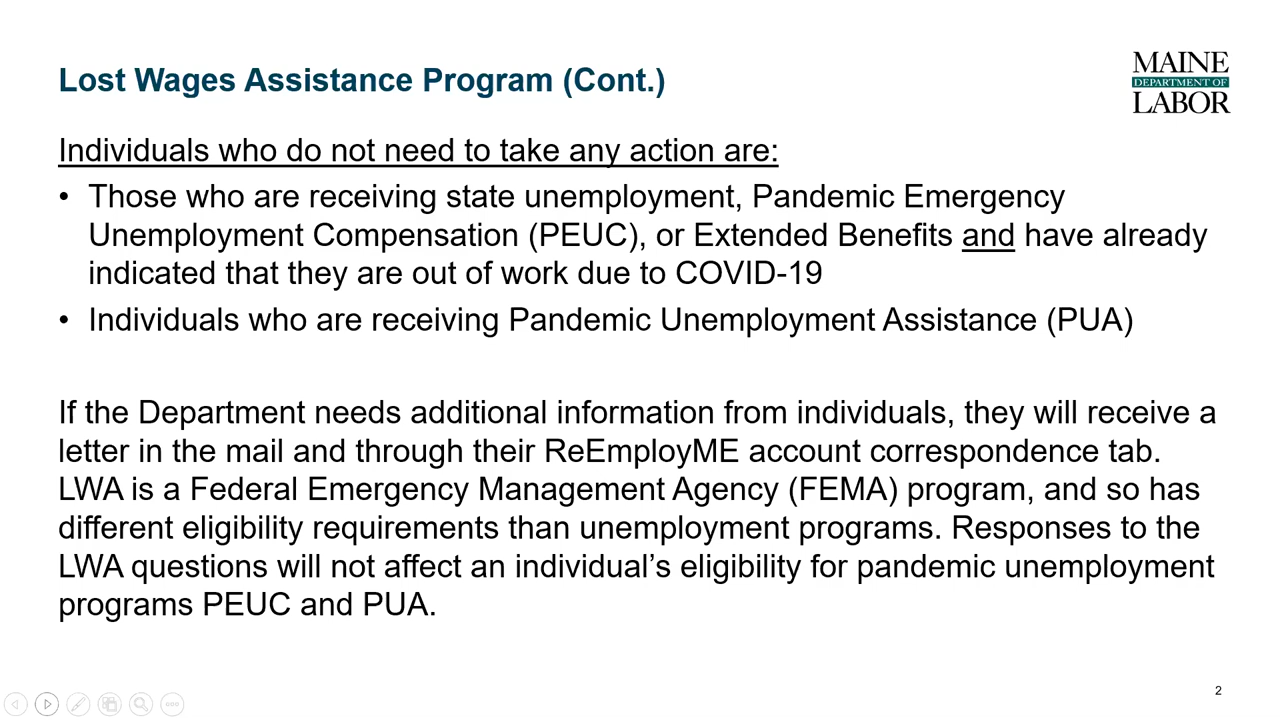 Lost Wages Assistance Program (Cont.)
MAINE
DEPARTMENT OF
LABOR
Individuals who do not need to take any action are:
• Those who are receiving state unemployment, Pandemic Emergency
Unemployment Compensation (PEUC), or Extended Benefits and have already
indicated that they are out of work due to COVID-19
• Individuals who are receiving Pandemic Unemployment Assistance (PUA)
If the Department needs additional information from individuals, they will receive a
letter in the mail and through their ReEmployME account correspondence tab.
LWA is a Federal Emergency Management Agency (FEMA) program, and so has
different eligibility requirements than unemployment programs. Responses to the
LWA questions will not affect an individual’s eligibility for pandemic unemployment
programs PEUC and PUA.
2